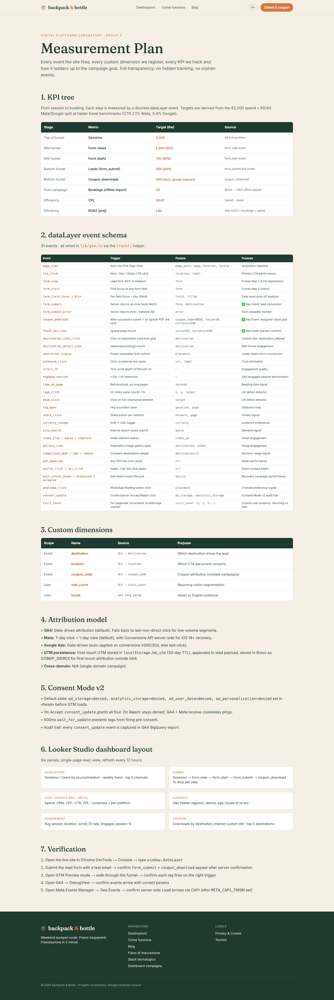 backpack & bottle
Destinazioni
Come funziona
Blog
EN
Ottieni il coupon
DIGITAL PLATFORMS LABORATORY · GROUP 3
Measurement Plan
Every event the site fires, every custom dimension we register, every KPI we track and
how it ladders up to the campaign goal. Full transparency: no hidden tracking, no orphan
events.
1. KPI tree
From session to booking. Each step is measured by a discrete dataLayer event. Targets are derived from the €2,000 spend × 60/40
Meta/Google split at Italian travel benchmarks (CTR 2.1% Meta, 3.4% Google).
Stage Metric Target (6w) Source
Top of funnel Sessions 5,000 GA4 Acquisition
Mid funnel Form views 1,500 (30%) form_view event
Mid funnel Form starts 750 (50%) form_start event
Bottom funnel Leads (form_submit) 300 (40%) form_submit Key Event
Bottom funnel Coupon downloads 400 (incl. /grazie repeats) coupon_download
Post-campaign Bookings (offline import) 30 Brevo → GA4 offline upload
Efficiency CPL €6.67 Spend ÷ leads
Efficiency ROAS (proj) 1.8x AOV €322 × bookings ÷ spend
2. dataLayer event schema
31 events · all wired in lib/gtm.ts via the track() helper.
Event Trigger Params Purpose
page_view Auto via GTM Page View page_path, page_location, locale Acquisition baseline
cta_click Hero / Nav / Sticky CTA click location, label Primary CTA performance
form_view Lead form 40% in viewport form Funnel step 2 (form impression)
form_start First focus on any form field form Funnel step 3 (intent)
form_field_focus / blur Per-field focus + blur (filled) field, filled Field-level drop-off analysis
form_submit Server returns ok=true (post-fetch) form, destination ✅ Key Event: lead conversion
form_submit_error Server returns error / network fail error Form reliability monitor
coupon_download After successful submit + on /grazie PDF link coupon_code=BB50, value=50, ✅ Key Event: assigned-value goal
click currency=EUR
thank_you_view /grazie page mount value=50, currency=EUR ✅ Key Event (server-confirm)
destination_card_click Click on destination card from grid destination Custom dim: destination_interest
destination_detail_view /destinazioni/[slug] mount destination Mid-funnel engagement
newsletter_signup Footer newsletter form submit placement Lower-intent micro-conversion
outbound_click Click on external link (auto) url, label Trust attribution
scroll_75 75% scroll depth (GTM built-in) — Engagement quality
engaged_session >30s + ≥1 interaction — GA4 engaged-session denominator
time_on_page Beforeunload, on long pages seconds Reading time signal
rage_click ≥3 clicks same coords <1s x, y, target UX defect detector
dead_click Click on non-interactive element target UX defect detector
faq_open FAQ accordion open question, page Objection map
share_click Share button per network network, page Virality signal
currency_change EUR ⇄ USD toggle currency Audience preference
site_search Internal search query submit query Demand signal
video_play / pause / complete Video element events video_id Asset engagement
gallery_view Destination image gallery open destination, index Visual engagement
comparison_open / add / remove Compare destinations widget destinations[] Decision-stage signal
pdf_download Any PDF link click (auto) url Asset performance
mailto_click / tel_click mailto: / tel: link click (auto) url Direct contact intent
exit_intent_shown / dismissed / Exit-intent modal lifecycle device Recovery campaign performance
accepted
whatsapp_click WhatsApp floating button click placement Channel preference signal
consent_update Cookie banner Accept/Reject click ad_storage, analytics_storage Consent Mode v2 audit trail
visit_count Per pageview, increments localStorage visit_count (1, 2, 3...) Custom user property: returning vs
counter new
3. Custom dimensions
Scope Name Source Purpose
Event destination DLV - destination Which destination drives the lead
Event location DLV - location Which CTA placement converts
Event coupon_code DLV - coupon_code Coupon attribution (multiple campaigns)
User visit_count DLV - visit_count Returning visitor segmentation
User locale GA4 lang param Italian vs English audience
4. Attribution model
• GA4: Data-driven attribution (default). Falls back to last-non-direct-click for low-volume segments.
• Meta: 7-day click + 1-day view (default), with Conversions API server-side for iOS 14+ recovery.
• Google Ads: Data-driven (auto-applied on conversions ≥300/30d, else last-click).
• UTM persistence: First-touch UTM stored in localStorage.bb_utm (30-day TTL), appended to lead payload, stored in Brevo as
SIGNUP_SOURCE for first-touch attribution outside GA4.
• Cross-domain: N/A (single-domain campaign).
5. Consent Mode v2
• Default state: ad_storage=denied, analytics_storage=denied, ad_user_data=denied, ad_personalization=denied set in
<head> before GTM loads.
• On Accept: consent_update grants all four. On Reject: stays denied; GA4 + Meta receive cookieless pings.
• 500ms wait_for_update prevents tags from firing pre-consent.
• Audit trail: every consent_update event is captured in GA4 BigQuery export.
6. Looker Studio dashboard layout
Six panels, single-page exec view, refresh every 12 hours.
ACQUISITION
Sessions / Users by source/medium · weekly trend · top 5 channels
FUNNEL
Sessions → form_view → form_start → form_submit → coupon_download ·
% drop per step
COST (GOOGLE ADS + META)
Spend, CPM, CPC, CTR, CPL · combined + per-platform
AUDIENCE
Geo (Italian regions), device, age, locale (it vs en)
ENGAGEMENT
Avg session duration, scroll_75 rate, engaged_session %
COUPON
Downloads by destination_interest custom dim · top 5 destinations
7. Verification
1. Open the live site in Chrome DevTools → Console → type window.dataLayer
2. Submit the lead form with a test email → confirm form_submit + coupon_download appear after server confirmation
3. Open GTM Preview mode → walk through the funnel → confirm each tag fires on the right trigger
4. Open GA4 → DebugView → confirm events arrive with correct params
5. Open Meta Events Manager → Test Events → confirm server-side Lead arrives via CAPI (after META_CAPI_TOKEN set)
backpack & bottle
Weekend europei curati. Prezzi trasparenti.
Prenotazione in 5 minuti.
NAVIGAZIONE
Destinazioni
Come funziona
Blog
Piano di misurazione
Stack tecnologico
Dashboard campagna
LEGALE
Privacy & Cookie
Termini
© 2026 Backpack & Bottle · Progetto accademico, Bologna Business School